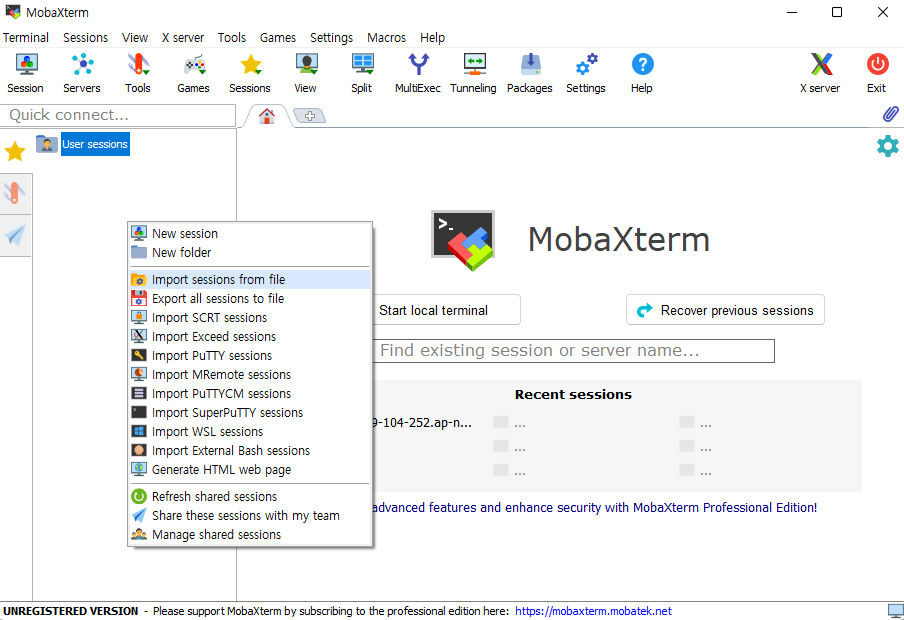 MobaXterm
Terminal Sessions View X server Tools Games Settings Macros Help
Session Servers Tools Games Sessions View Split MultiExec Tunneling Packages Settings Help X server Exit
Quick connect...
User sessions
MobaXterm
New session
New folder
Import sessions from file
Export all sessions to file
Import SCRT sessions
Import Exceed sessions
Import PuTTY sessions
Import MRemote sessions
Import PuTTYCM sessions
Import SuperPuTTY sessions
Import WSL sessions
Import External Bash sessions
Generate HTML web page
Refresh shared sessions
Share these sessions with my team
Manage shared sessions
Start local terminal Recover previous sessions
Find existing session or server name...
Recent sessions
9-104-252.ap-n... ... ...
... ...
... ...
advanced features and enhance security with MobaXterm Professional Edition!
UNREGISTERED VERSION - Please support MobaXterm by subscribing to the professional edition here: https://mobaxterm.mobatek.net